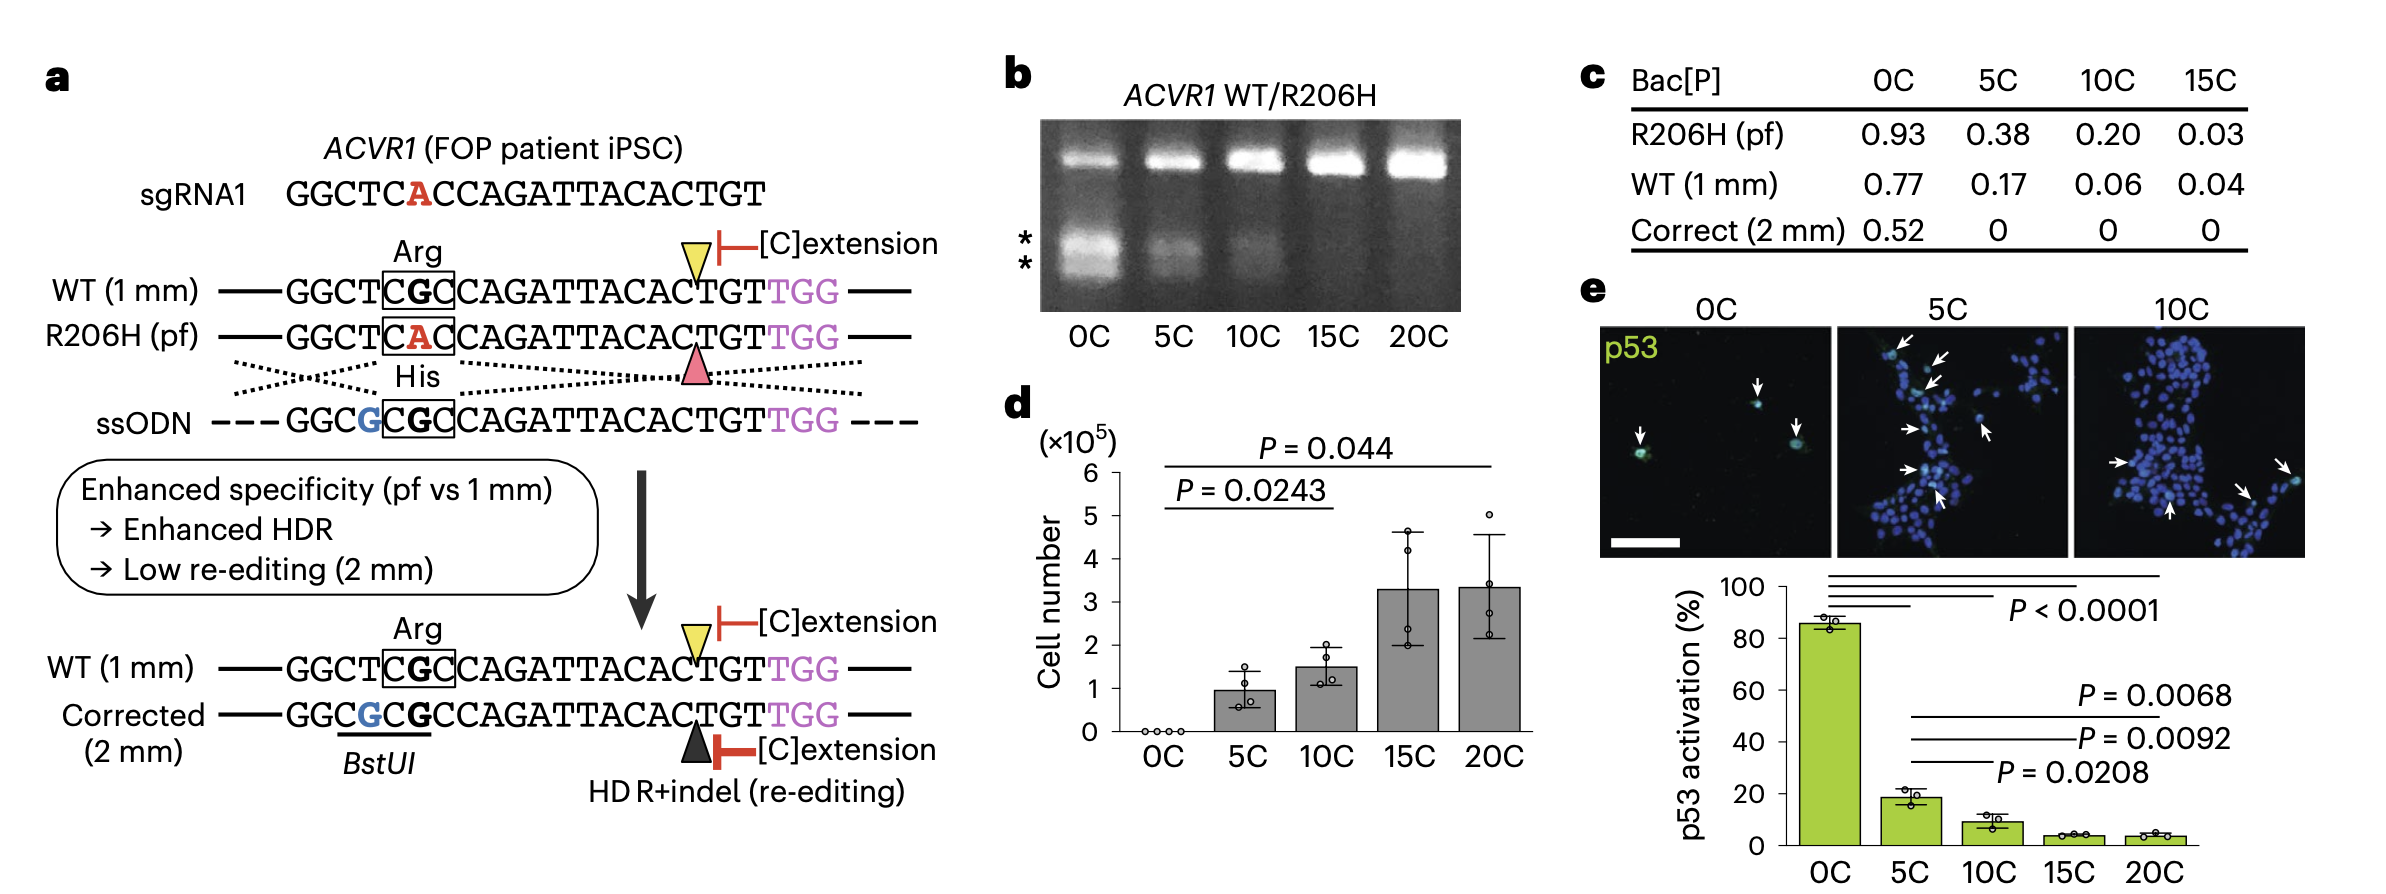 a
ACVR1 (FOP patient iPSC)
sgRNA1 GGCTCACCAGATTACACTGT
Arg
[C]extension
WT (1 mm) GGCTCGCCAGATTACACTGTTGG
R206H (pf) GGCTCACCAGATTACACTGTTGG
His
ssODN GGCGCGCCAGATTACACTGTTGG
Enhanced specificity (pf vs 1 mm)
→ Enhanced HDR
→ Low re-editing (2 mm)
Arg
[C]extension
WT (1 mm) GGCTCGCCAGATTACACTGTTGG
Corrected GGCGCGCCAGATTACACTGTTGG
(2 mm)
BstUI
[C]extension
HD R+indel (re-editing)
b
ACVR1 WT/R206H
*
*
0C 5C 10C 15C 20C
c
Bac[P] 0C 5C 10C 15C
R206H (pf) 0.93 0.38 0.20 0.03
WT (1 mm) 0.77 0.17 0.06 0.04
Correct (2 mm) 0.52 0 0 0
d
(×10⁵)
P = 0.044
P = 0.0243
Cell number
6
5
4
3
2
1
0
0C 5C 10C 15C 20C
e
0C 5C 10C
p53
p53 activation (%)
100
80
60
40
20
0
P < 0.0001
P = 0.0068
P = 0.0092
P = 0.0208
0C 5C 10C 15C 20C